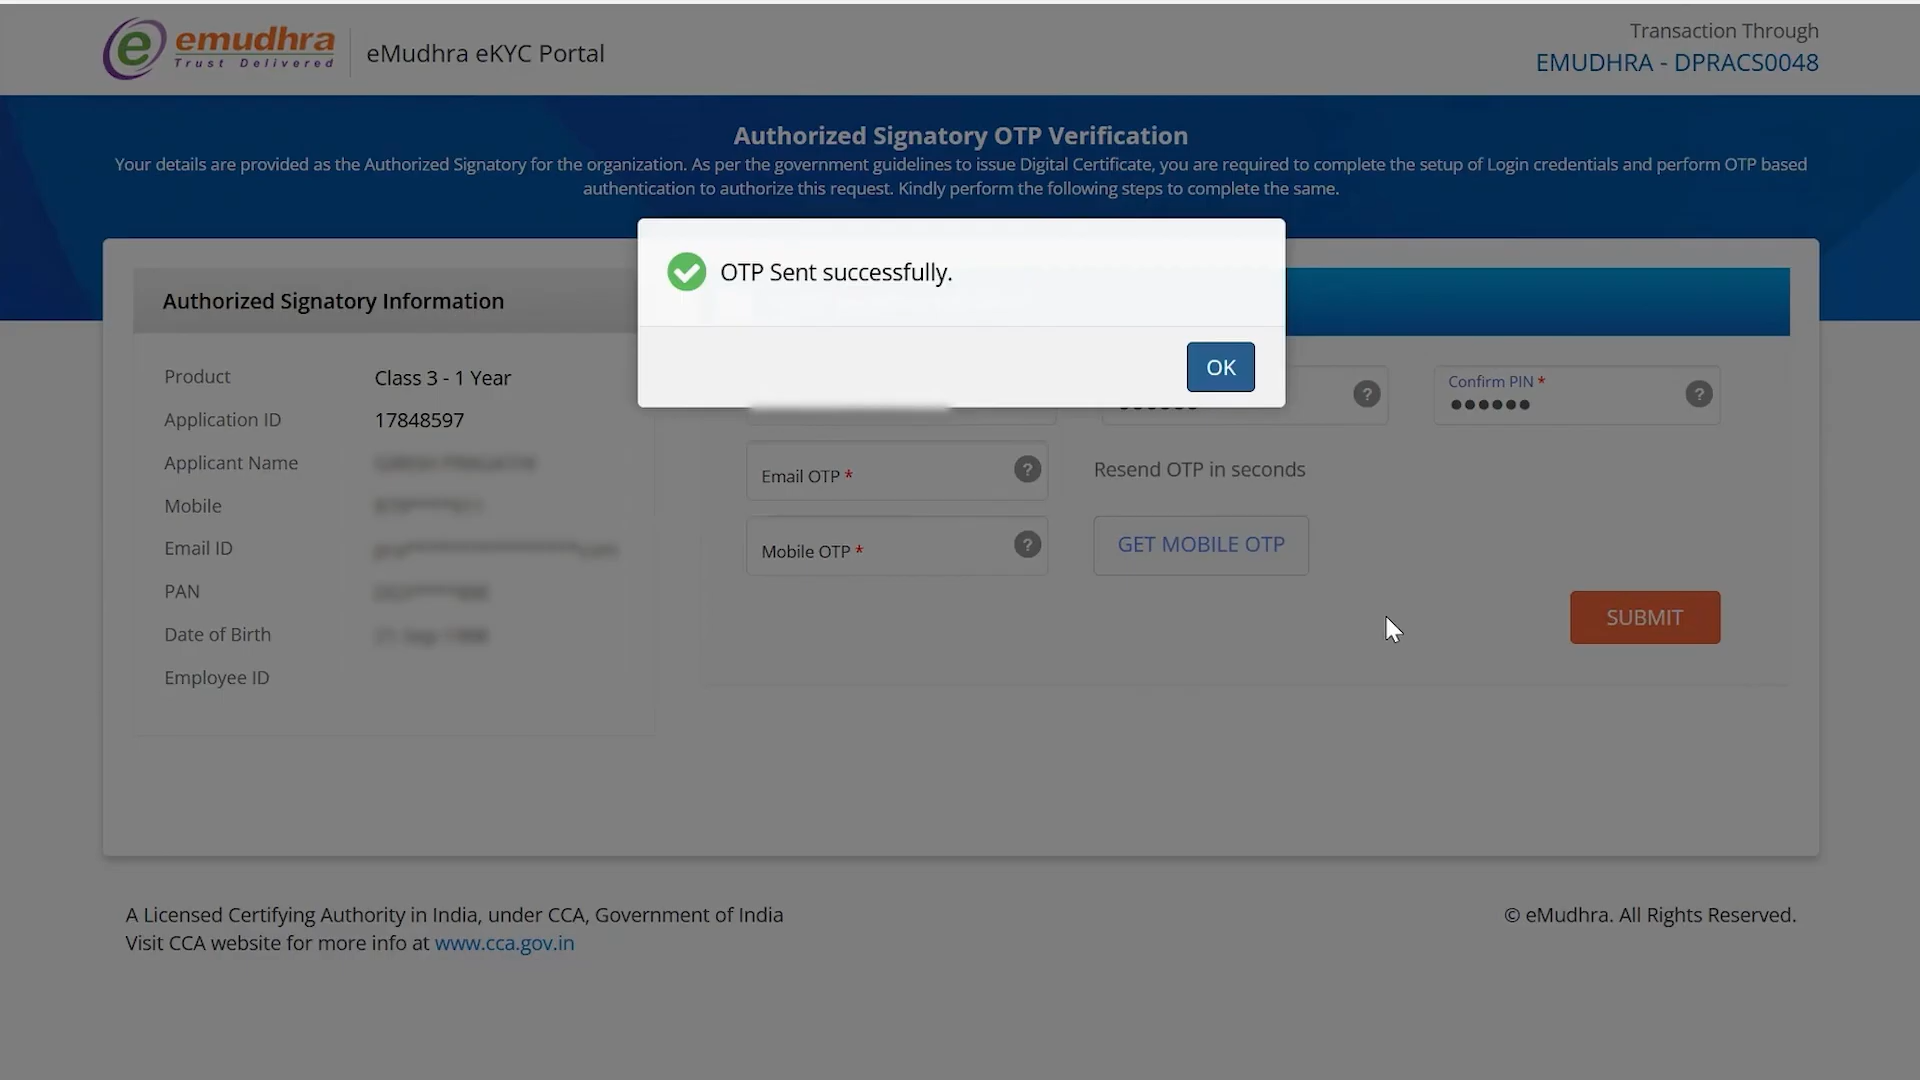 e emudhra
Trust Delivered
eMudhra eKYC Portal
Transaction Through
EMUDHRA - DPRACS0048
Authorized Signatory OTP Verification
Your details are provided as the Authorized Signatory for the organization. As per the government guidelines to issue Digital Certificate, you are required to complete the setup of Login credentials and perform OTP based
authentication to authorize this request. Kindly perform the following steps to complete the same.
OTP Sent successfully.
OK
Authorized Signatory Information
Product Class 3 - 1 Year
Application ID 17848597
Applicant Name
Mobile
Email ID
PAN
Date of Birth
Employee ID
?
Confirm PIN *
●●●●●●
?
Email OTP *
?
Resend OTP in seconds
Mobile OTP *
?
GET MOBILE OTP
SUBMIT
A Licensed Certifying Authority in India, under CCA, Government of India
Visit CCA website for more info at www.cca.gov.in
© eMudhra. All Rights Reserved.